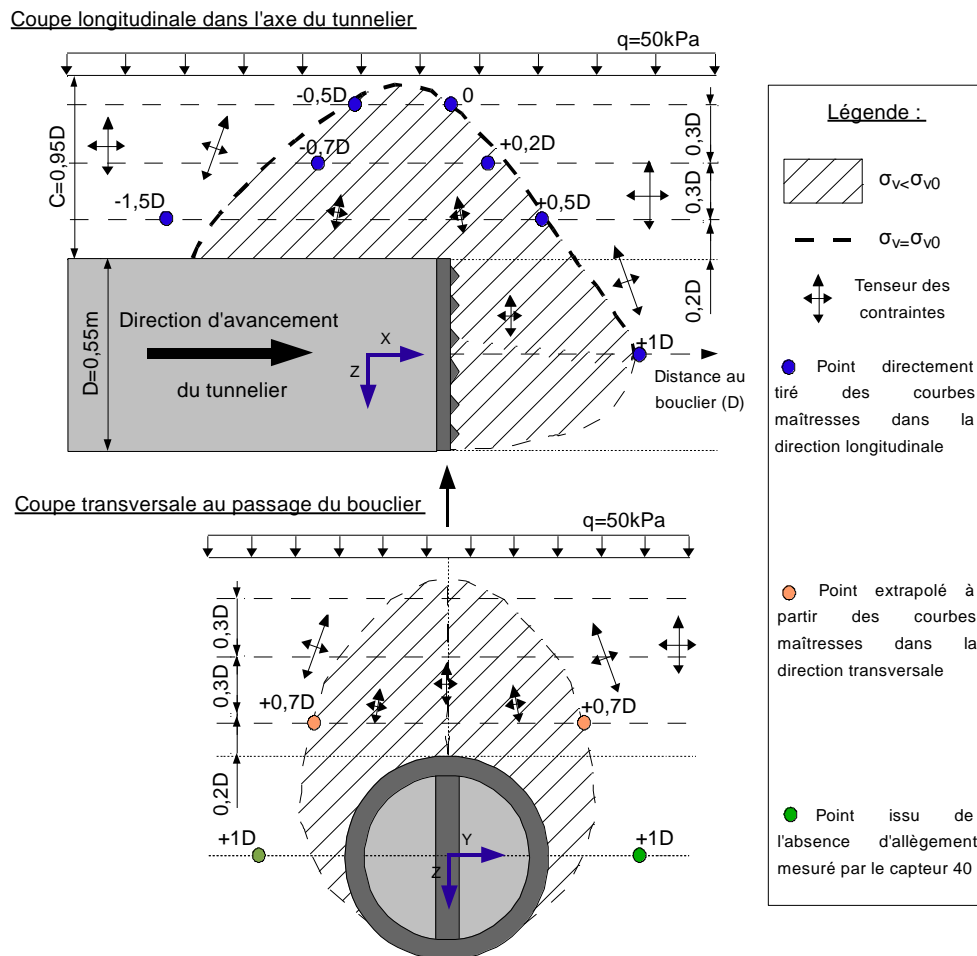 Coupe longitudinale dans l'axe du tunnelier
q=50kPa
-0,5D
0
-0,7D
+0,2D
-1,5D
+0,5D
C=0,95D
0,3D
0,3D
0,2D
D=0,55m
Direction d'avancement
du tunnelier
X
Z
+1D
Distance au
bouclier (D)
Coupe transversale au passage du bouclier
q=50kPa
0,3D
0,3D
0,2D
+0,7D
+0,7D
+1D
+1D
Y
Z
Légende :
σv<σv0
σv=σv0
Tenseur des
contraintes
Point directement
tiré des courbes
maîtresses dans la
direction longitudinale
Point extrapolé à
partir des courbes
maîtresses dans la
direction transversale
Point issu de
l'absence d'allègement
mesuré par le capteur 40